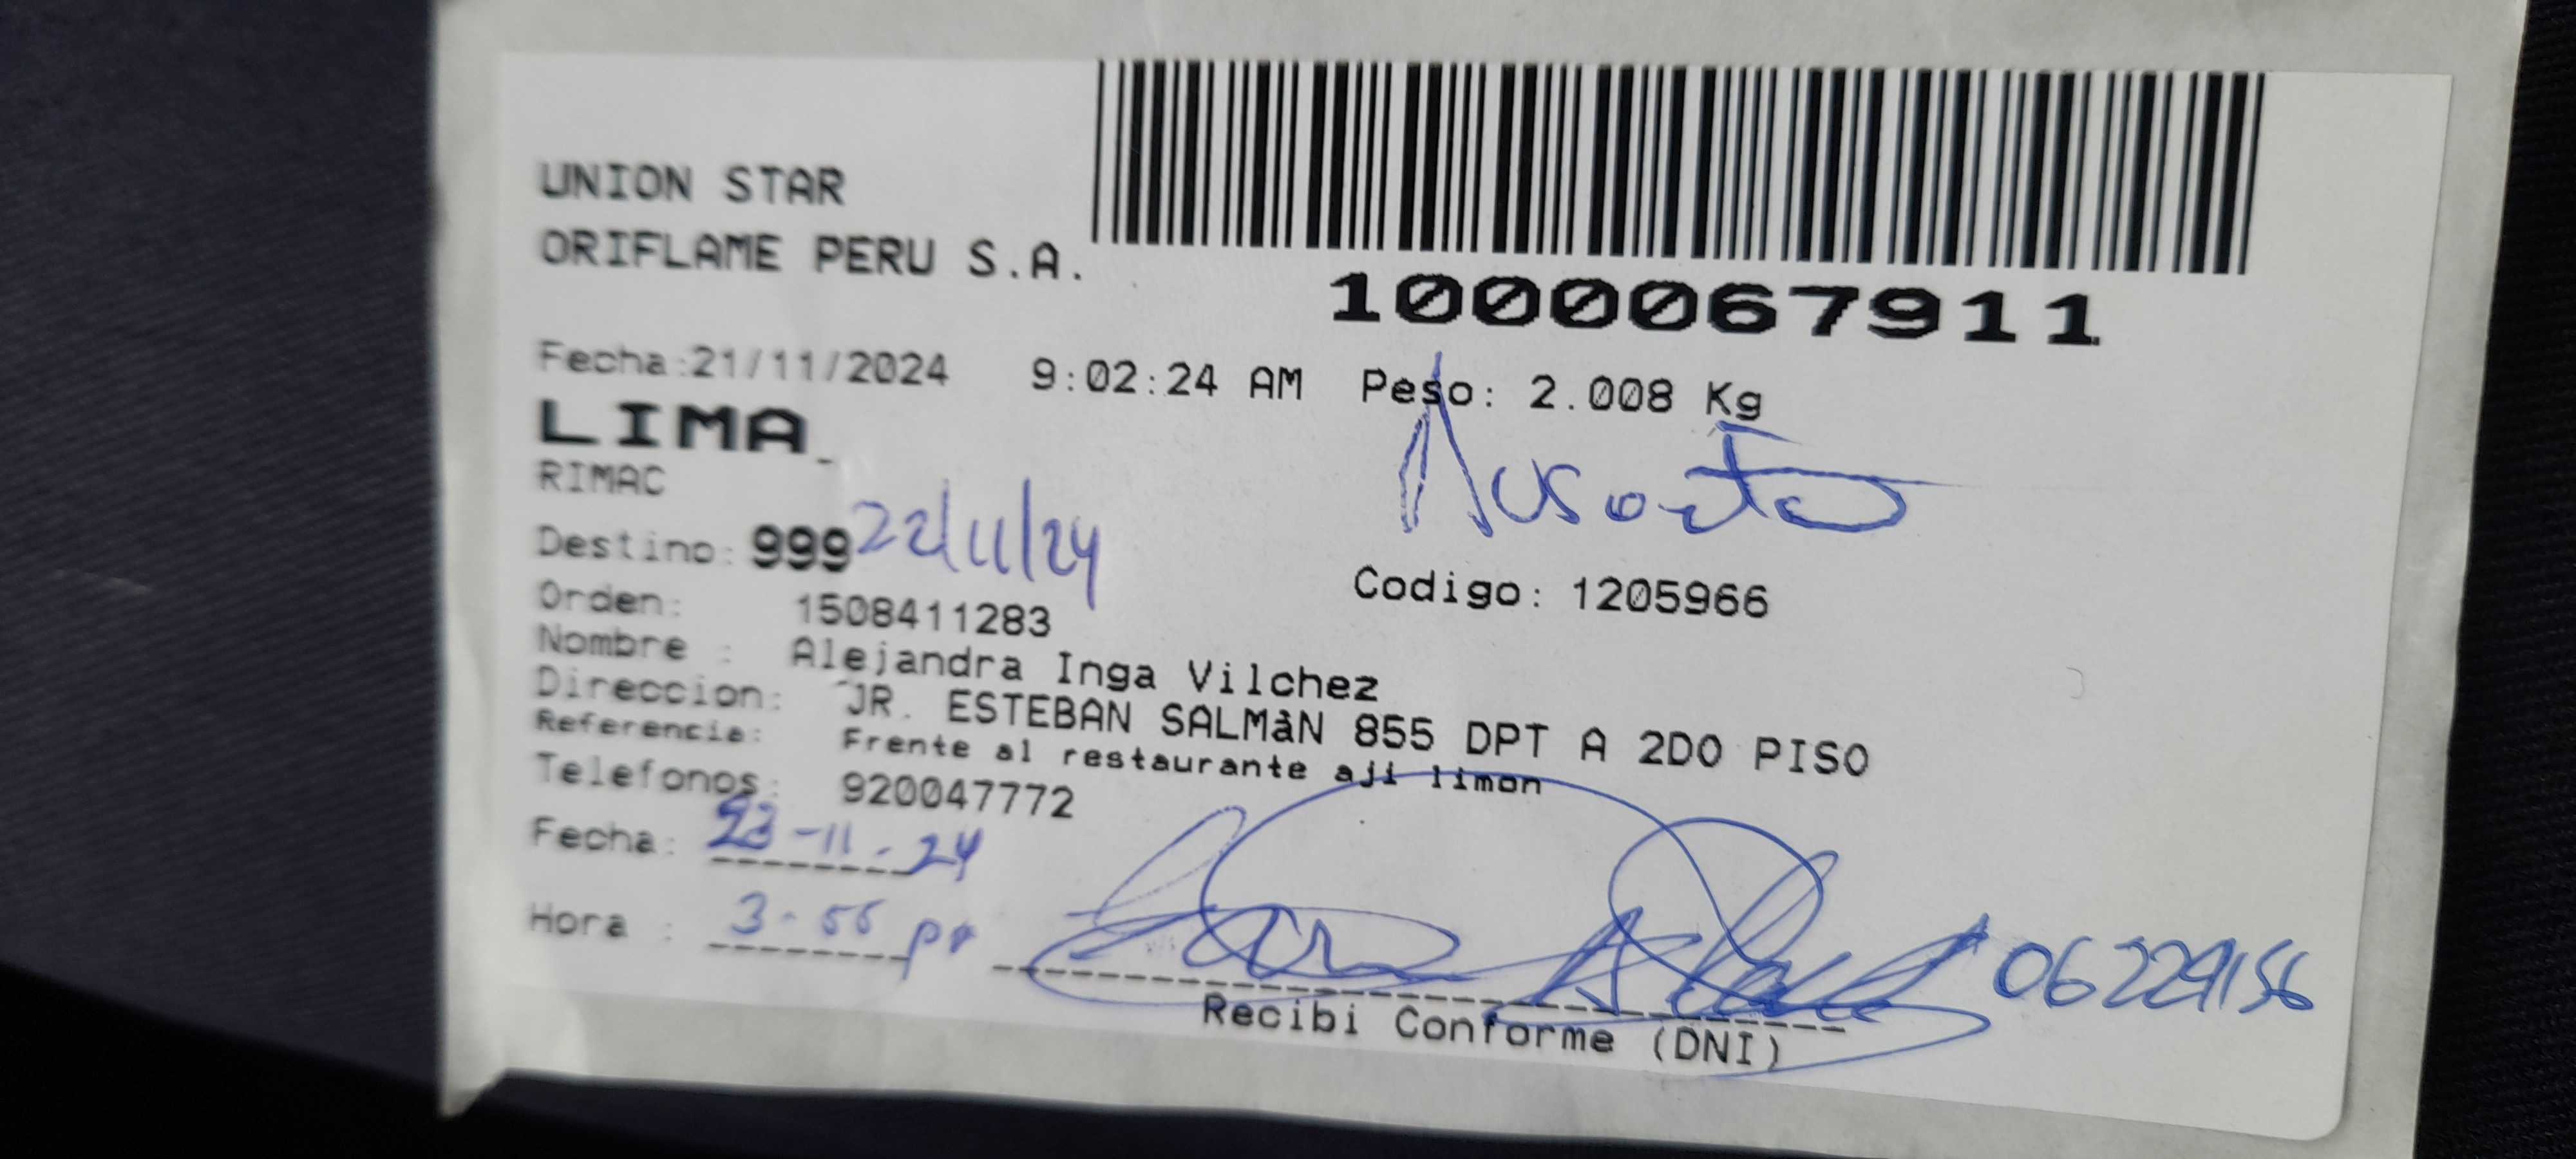 UNION STAR
ORIFLAME PERU S.A.
1000067911
Fecha:21/11/2024 9:02:24 AM Peso: 2.008 Kg
LIMA
RIMAC
Ausente
Destino: 999 22/11/24
Orden: 1508411283 Codigo: 1205966
Nombre : Alejandra Inga Vilchez
Direccion: JR. ESTEBAN SALMàN 855 DPT A 2DO PISO
Referencia: Frente al restaurante aji limon
Telefonos: 920047772
Fecha: 23-11-24
Hora : 3-55 pm
06229156
Recibi Conforme (DNI)